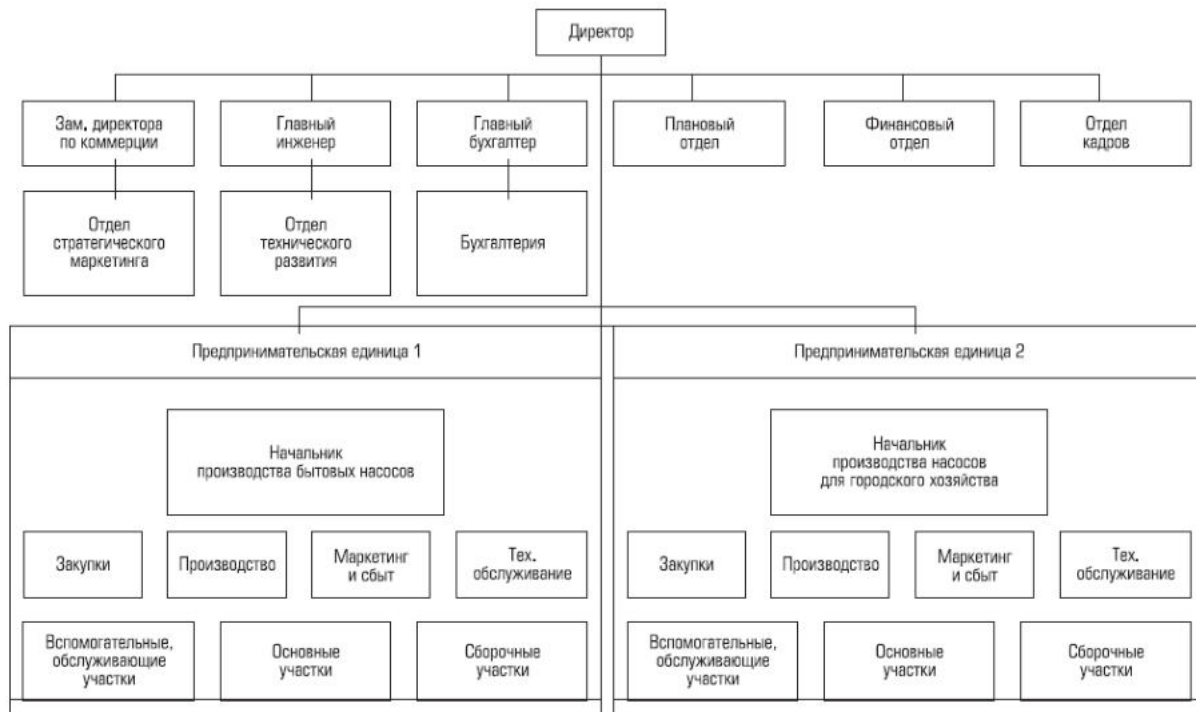 Директор
Зам. директора
по коммерции
Главный
инженер
Главный
бухгалтер
Плановый
отдел
Финансовый
отдел
Отдел
кадров
Отдел
стратегического
маркетинга
Отдел
технического
развития
Бухгалтерия
Предпринимательская единица 1
Начальник
производства бытовых насосов
Закупки
Производство
Маркетинг
и сбыт
Тех.
обслуживание
Вспомогательные,
обслуживающие
участки
Основные
участки
Сборочные
участки
Предпринимательская единица 2
Начальник
производства насосов
для городского хозяйства
Закупки
Производство
Маркетинг
и сбыт
Тех.
обслуживание
Вспомогательные,
обслуживающие
участки
Основные
участки
Сборочные
участки